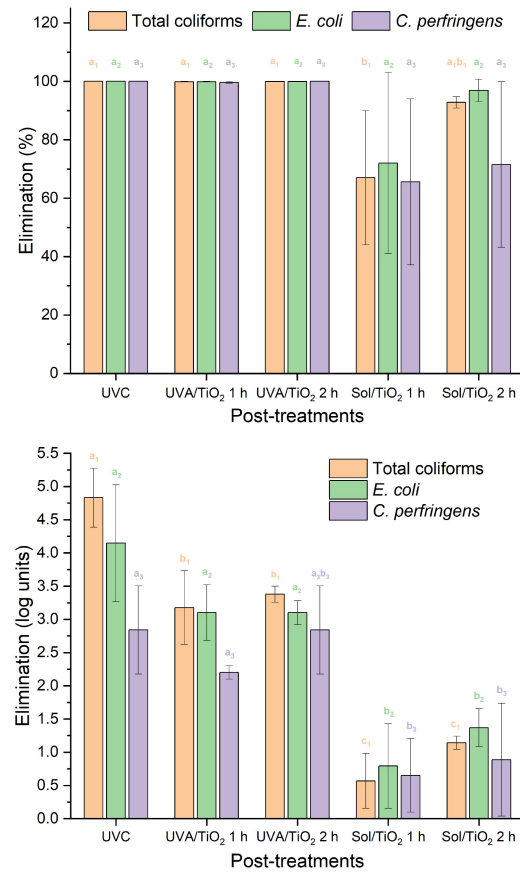 Total coliforms E. coli C. perfringens
120
100
80
60
40
20
0
Elimination (%)
a₁ a₂ a₃ a₁ a₂ a₃ a₁ a₂ a₃ b₁ a₂ a₃ a₁b₁ a₂ a₃
UVC UVA/TiO₂ 1 h UVA/TiO₂ 2 h Sol/TiO₂ 1 h Sol/TiO₂ 2 h
Post-treatments
5.5
5.0
4.5
4.0
3.5
3.0
2.5
2.0
1.5
1.0
0.5
0.0
Elimination (log units)
Total coliforms
E. coli
C. perfringens
a₁ a₂ a₃ b₁ a₂ a₃ b₁ a₂ a₃b₃ c₁ b₂ b₃ c₁ b₂ b₃
UVC UVA/TiO₂ 1 h UVA/TiO₂ 2 h Sol/TiO₂ 1 h Sol/TiO₂ 2 h
Post-treatments